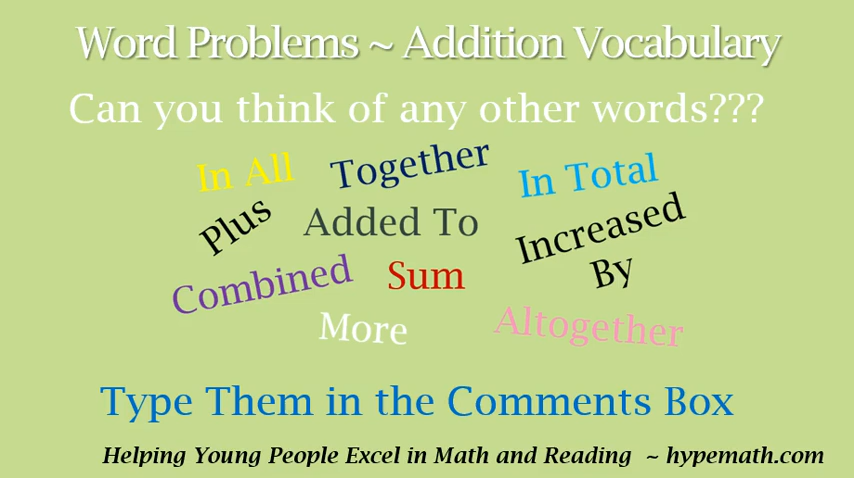 Word Problems ~ Addition Vocabulary
Can you think of any other words???
In All
Together
In Total
Plus
Added To
Increased
By
Combined
Sum
More
Altogether
Type Them in the Comments Box
Helping Young People Excel in Math and Reading ~ hypemath.com